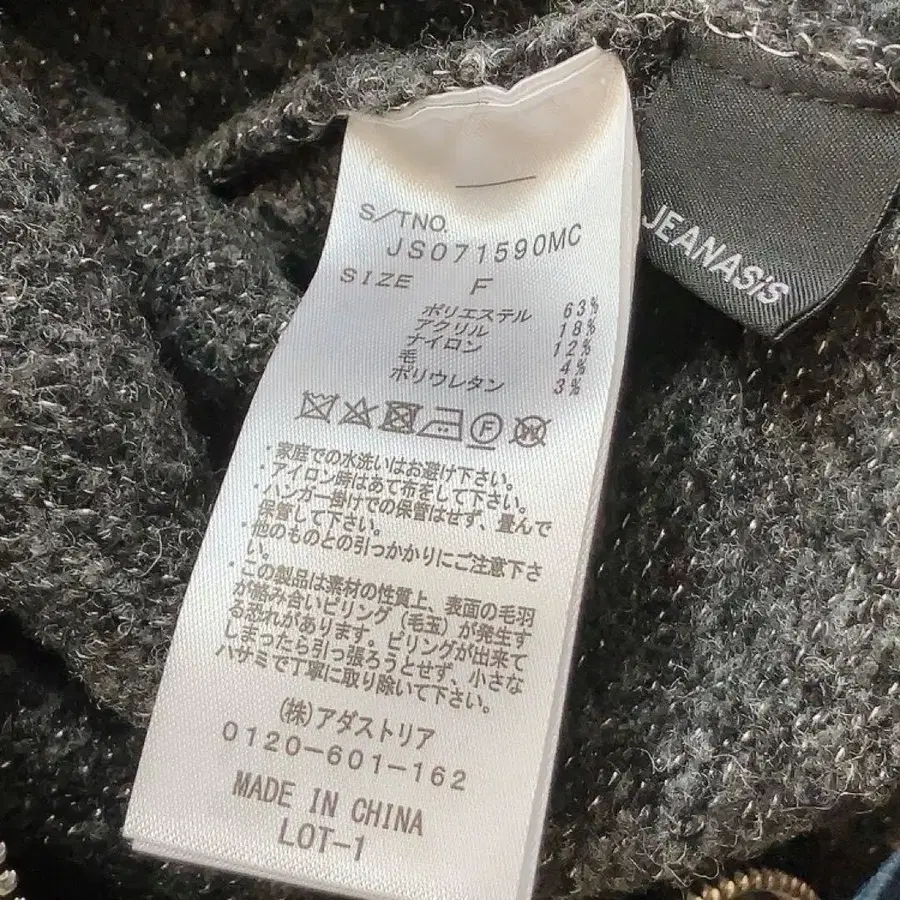 S/TNO.
JS071590MC
SIZE F
ポリエステル 63%
アクリル 18%
ナイロン 12%
毛 4%
ポリウレタン 3%
F
W
・家庭での水洗いはお避け下さい。
・アイロン時はあて布をして下さい。
・ハンガー掛けでの保管はせず、畳んで
保管して下さい。
・他のものとの引っかかりにご注意下さ
い。
・この製品は素材の性質上、表面の毛羽
が絡み合いピリング（毛玉）が発生す
る恐れがあります。ピリングが出来て
しまったら引っ張ろうとせず、小さな
ハサミで丁寧に取り除いて下さい。
(株)アダストリア
0120-601-162
MADE IN CHINA
LOT-1
JEANASiS